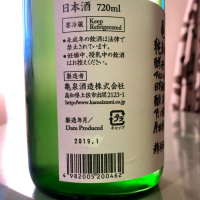 日本酒 720ml
要冷蔵 Keep Refrigerated
●未成年の飲酒は法律で
禁止されています。
●妊娠中、授乳中の飲酒は
お控えください。
製造者
亀泉酒造株式会社
高知県土佐市出間2123-1
http://www.kameizumi.co.jp
製造年月/
Date Produced
キャップ
2019.1
4 982005 200462